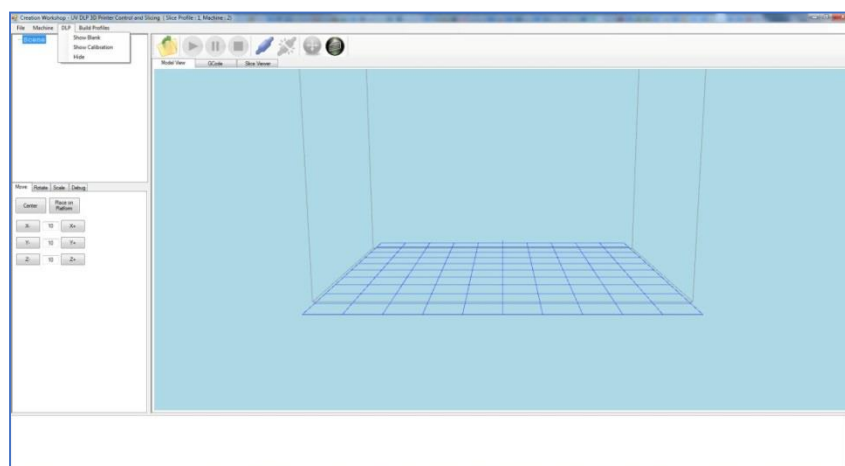 Creation Workshop - UV DLP 3D Printer Control and Slicing ( Slice Profile : 1, Machine : 2)
File Machine DLP Build Profiles
Show Blank
Show Calibration
Hide
Model View GCode Slice Viewer
Move Rotate Scale Debug
Center Place on Platform
X- 10 X+
Y- 10 Y+
Z- 10 Z+